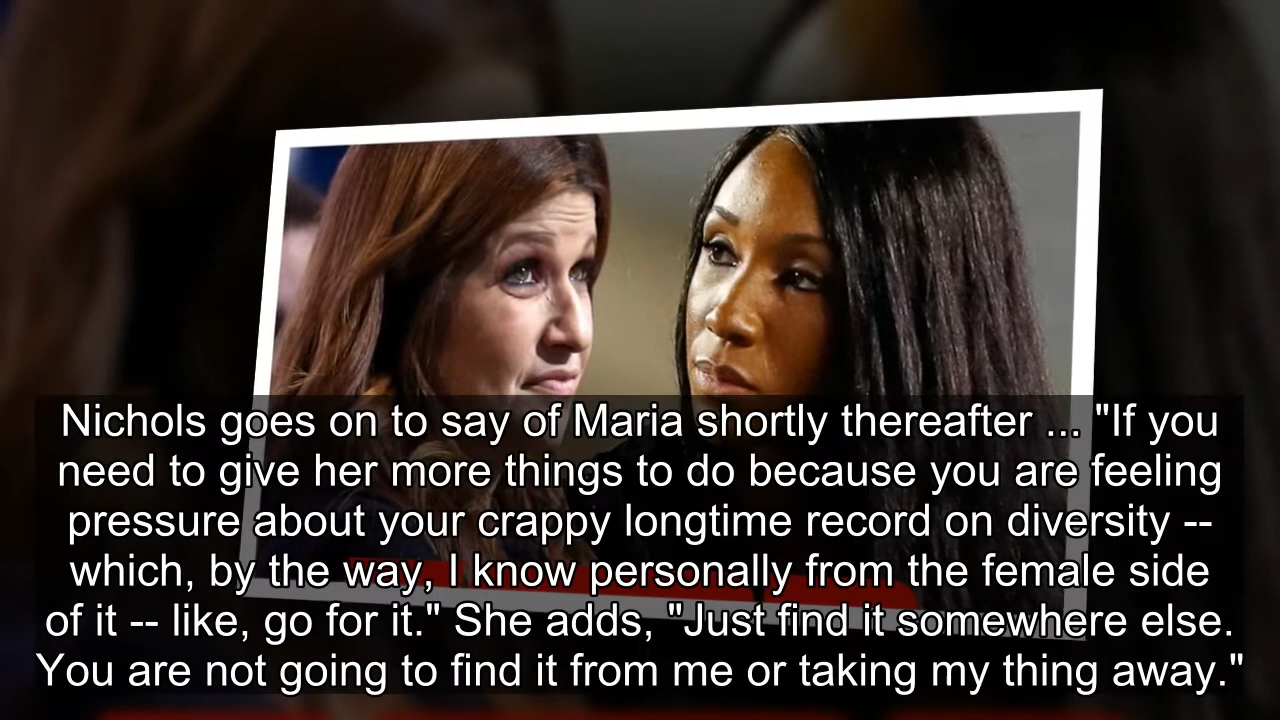 Nichols goes on to say of Maria shortly thereafter ... "If you
need to give her more things to do because you are feeling
pressure about your crappy longtime record on diversity --
which, by the way, I know personally from the female side
of it -- like, go for it." She adds, "Just find it somewhere else.
You are not going to find it from me or taking my thing away."